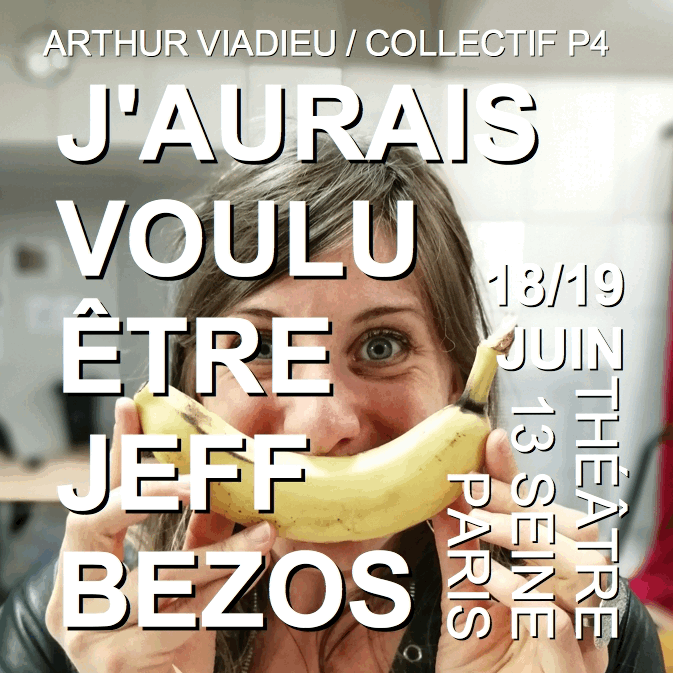 ARTHUR VIADIEU / COLLECTIF P4
J'AURAIS
VOULU
ÊTRE
JEFF
BEZOS
18/19
JUIN
THÉÂTRE
13 SEINE
PARIS